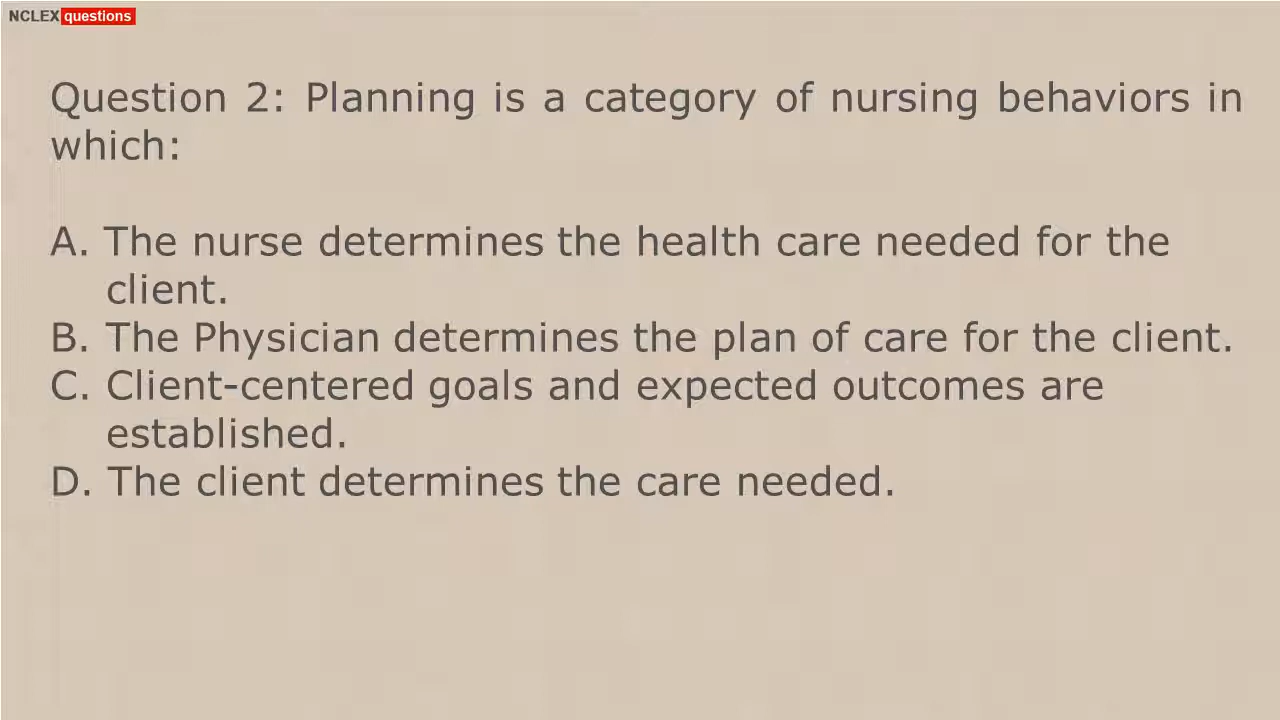 NCLEX questions
Question 2: Planning is a category of nursing behaviors in
which:
A. The nurse determines the health care needed for the
client.
B. The Physician determines the plan of care for the client.
C. Client-centered goals and expected outcomes are
established.
D. The client determines the care needed.